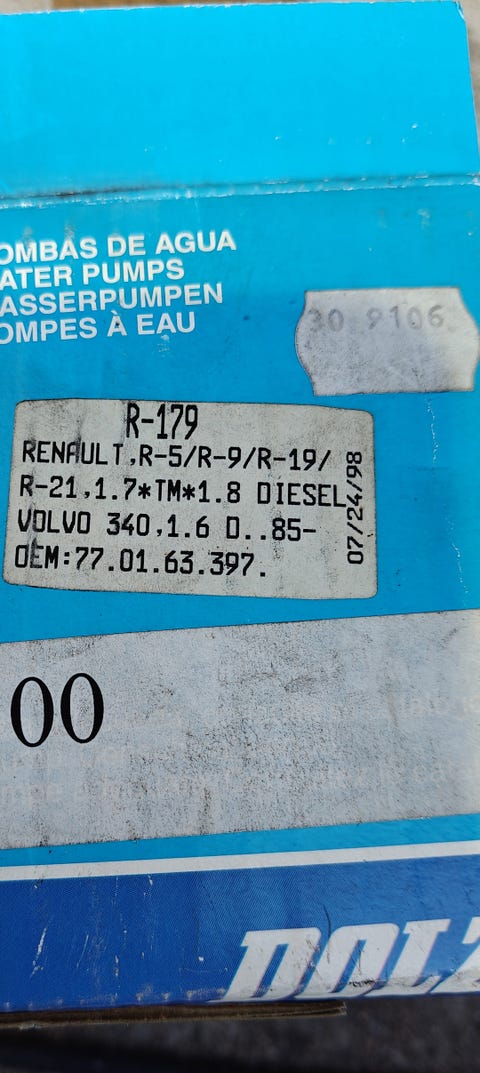 OMBAS DE AGUA
ATER PUMPS
ASSERPUMPEN
OMPES À EAU
30 9106
R-179
RENAULT,R-5/R-9/R-19/
R-21,1.7*TM*1.8 DIESEL
VOLVO 340,1.6 D..85-
OEM:77.01.63.397.
07/24/98
00
DOLZ